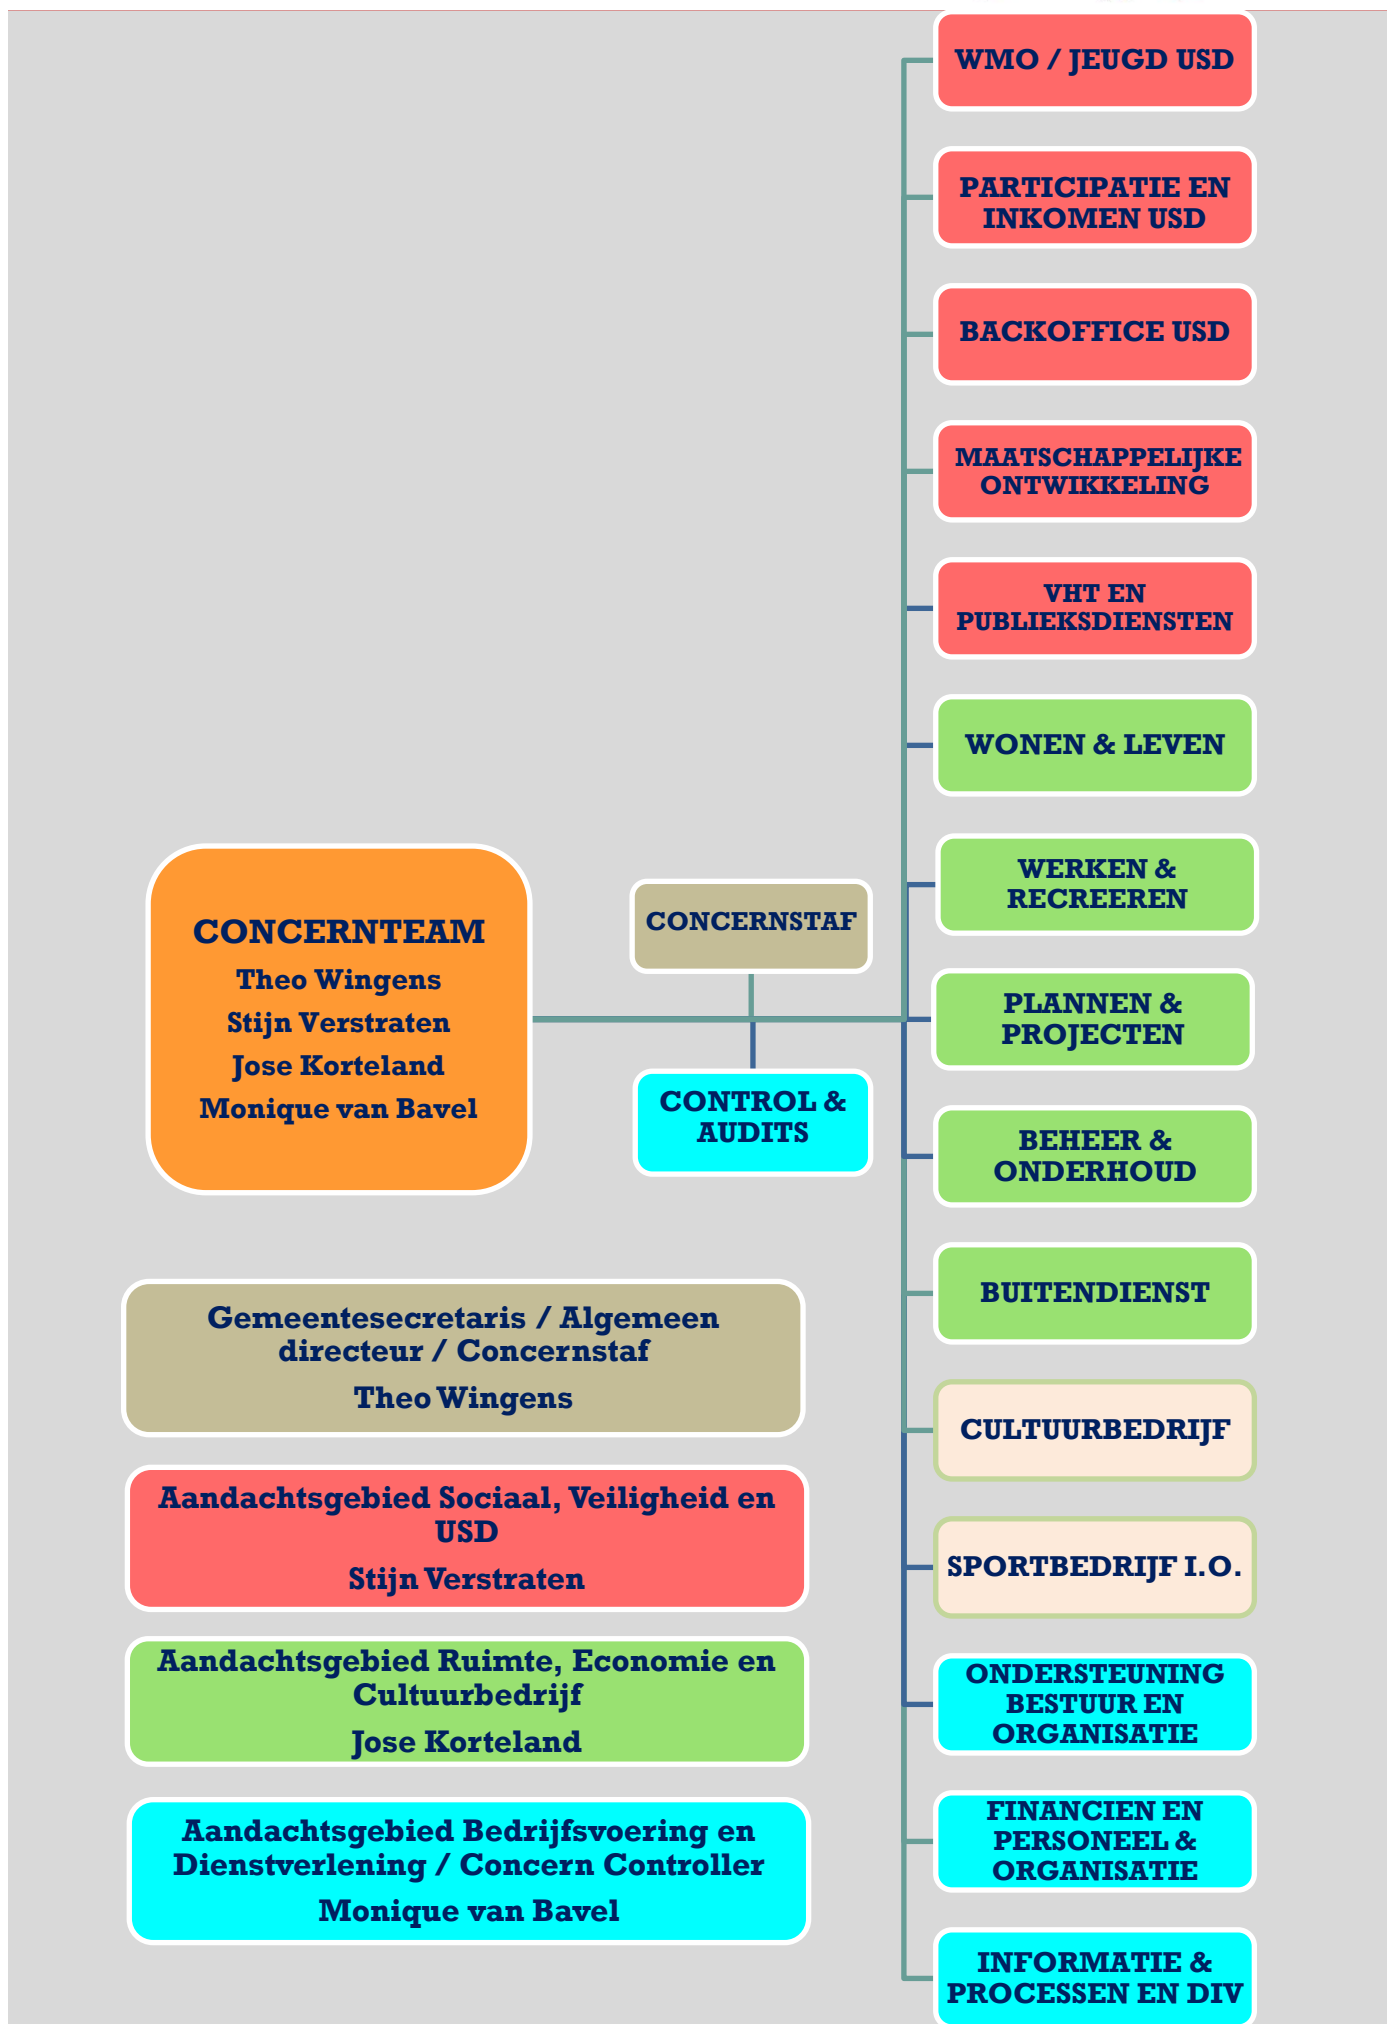 WMO / JEUGD USD
PARTICIPATIE EN
INKOMEN USD
BACKOFFICE USD
MAATSCHAPPELIJKE
ONTWIKKELING
VHT EN
PUBLIEKSDIENSTEN
WONEN & LEVEN
WERKEN &
RECREEREN
PLANNEN &
PROJECTEN
BEHEER &
ONDERHOUD
BUITENDIENST
CULTUURBEDRIJF
SPORTBEDRIJF I.O.
ONDERSTEUNING
BESTUUR EN
ORGANISATIE
FINANCIEN EN
PERSONEEL &
ORGANISATIE
INFORMATIE &
PROCESSEN EN DIV
CONCERNTEAM
Theo Wingens
Stijn Verstraten
Jose Korteland
Monique van Bavel
CONCERNSTAF
CONTROL &
AUDITS
Gemeentesecretaris / Algemeen
directeur / Concernstaf
Theo Wingens
Aandachtsgebied Sociaal, Veiligheid en
USD
Stijn Verstraten
Aandachtsgebied Ruimte, Economie en
Cultuurbedrijf
Jose Korteland
Aandachtsgebied Bedrijfsvoering en
Dienstverlening / Concern Controller
Monique van Bavel